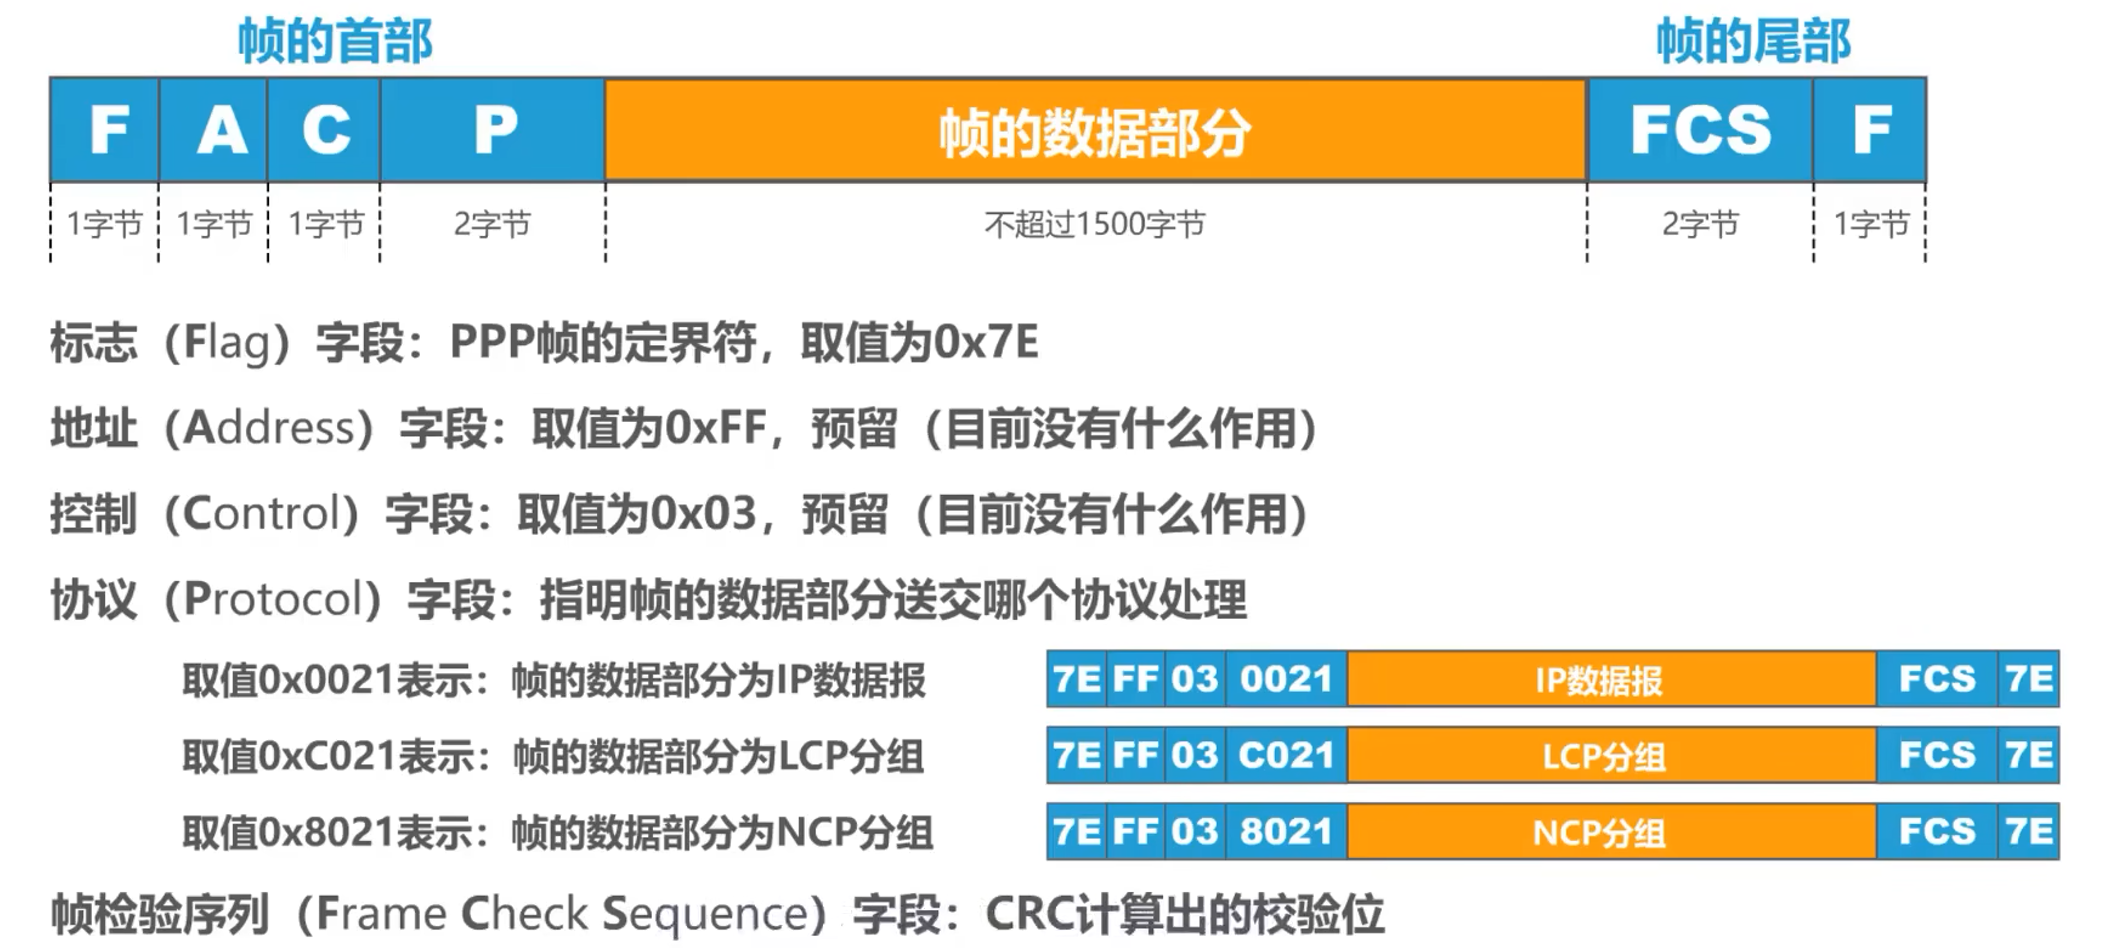 帧的首部 帧的尾部
F A C P 帧的数据部分 FCS F
1字节 1字节 1字节 2字节 不超过1500字节 2字节 1字节
标志（Flag）字段：PPP帧的定界符，取值为0x7E
地址（Address）字段：取值为0xFF，预留（目前没有什么作用）
控制（Control）字段：取值为0x03，预留（目前没有什么作用）
协议（Protocol）字段：指明帧的数据部分送交哪个协议处理
取值0x0021表示：帧的数据部分为IP数据报 7E FF 03 0021 IP数据报 FCS 7E
取值0xC021表示：帧的数据部分为LCP分组 7E FF 03 C021 LCP分组 FCS 7E
取值0x8021表示：帧的数据部分为NCP分组 7E FF 03 8021 NCP分组 FCS 7E
帧检验序列（Frame Check Sequence）字段：CRC计算出的校验位